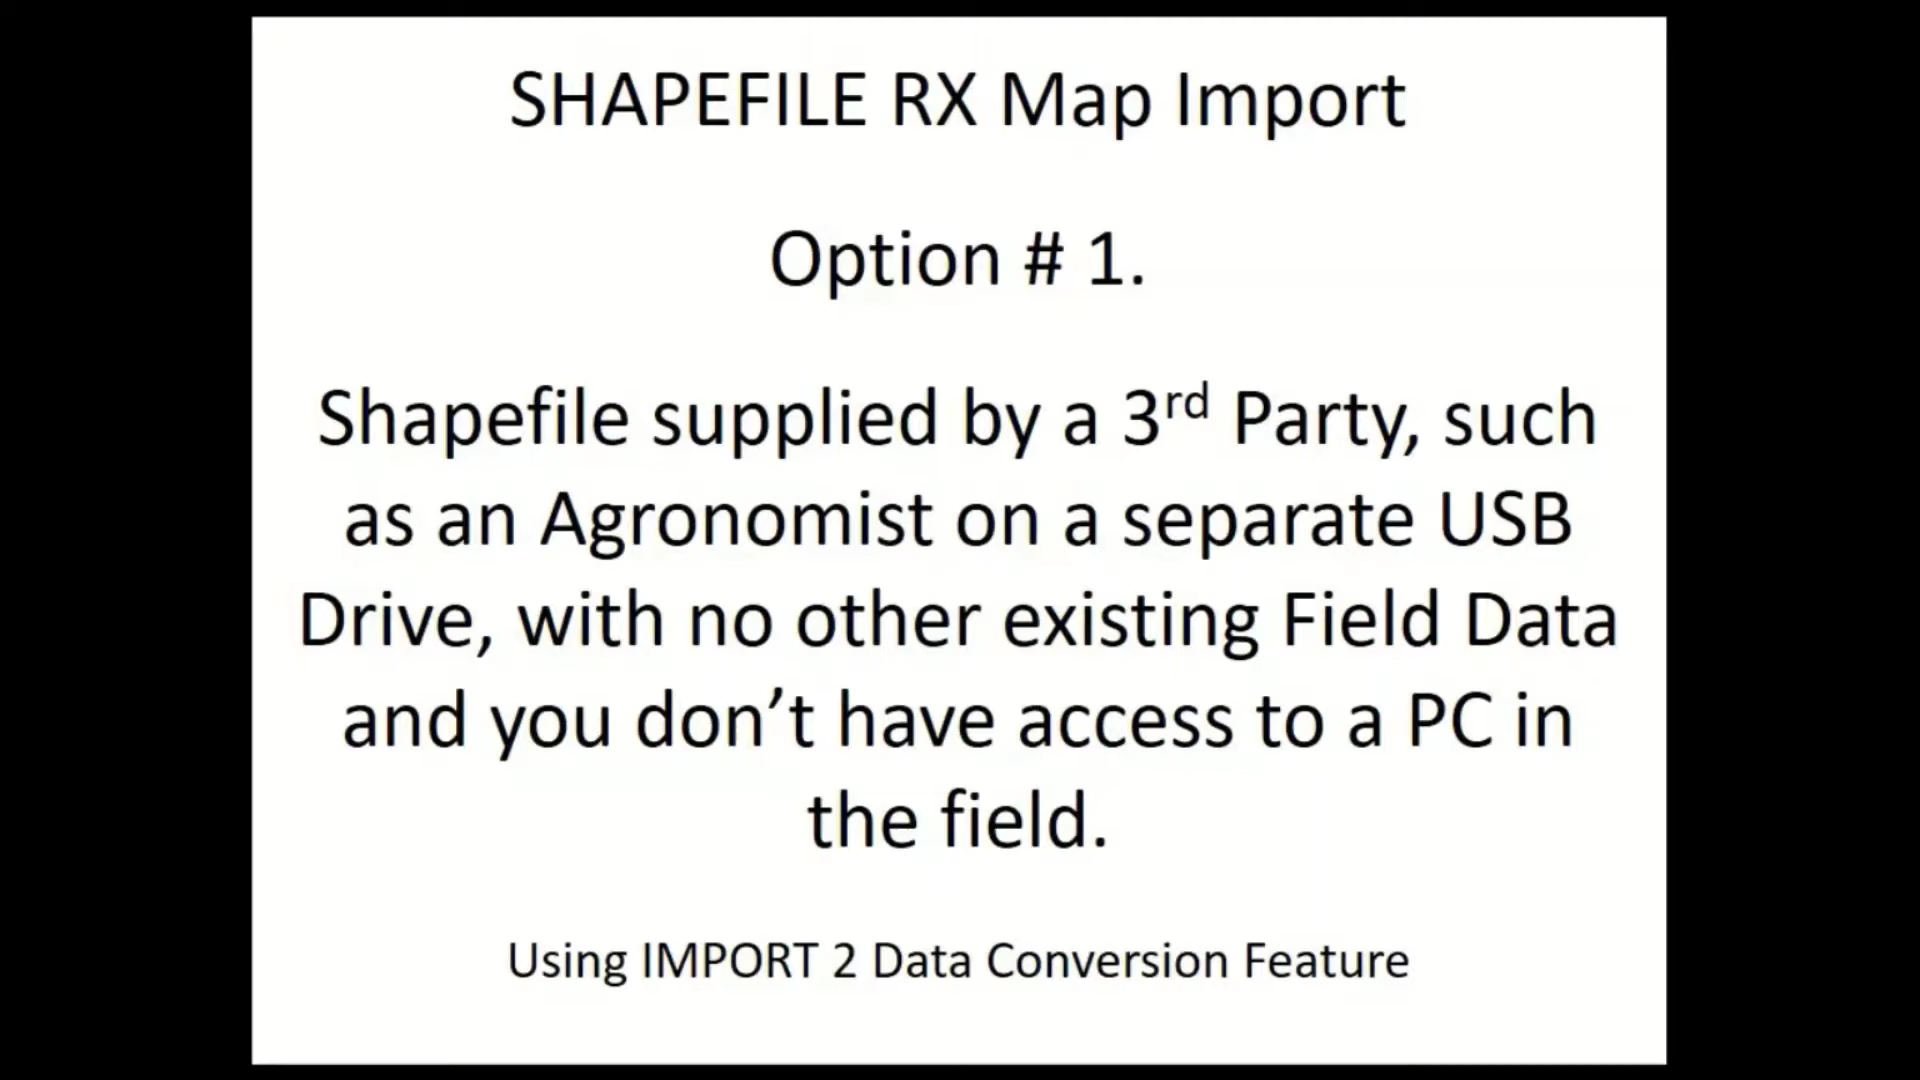 SHAPEFILE RX Map Import
Option # 1.
Shapefile supplied by a 3rd Party, such
as an Agronomist on a separate USB
Drive, with no other existing Field Data
and you don’t have access to a PC in
the field.
Using IMPORT 2 Data Conversion Feature